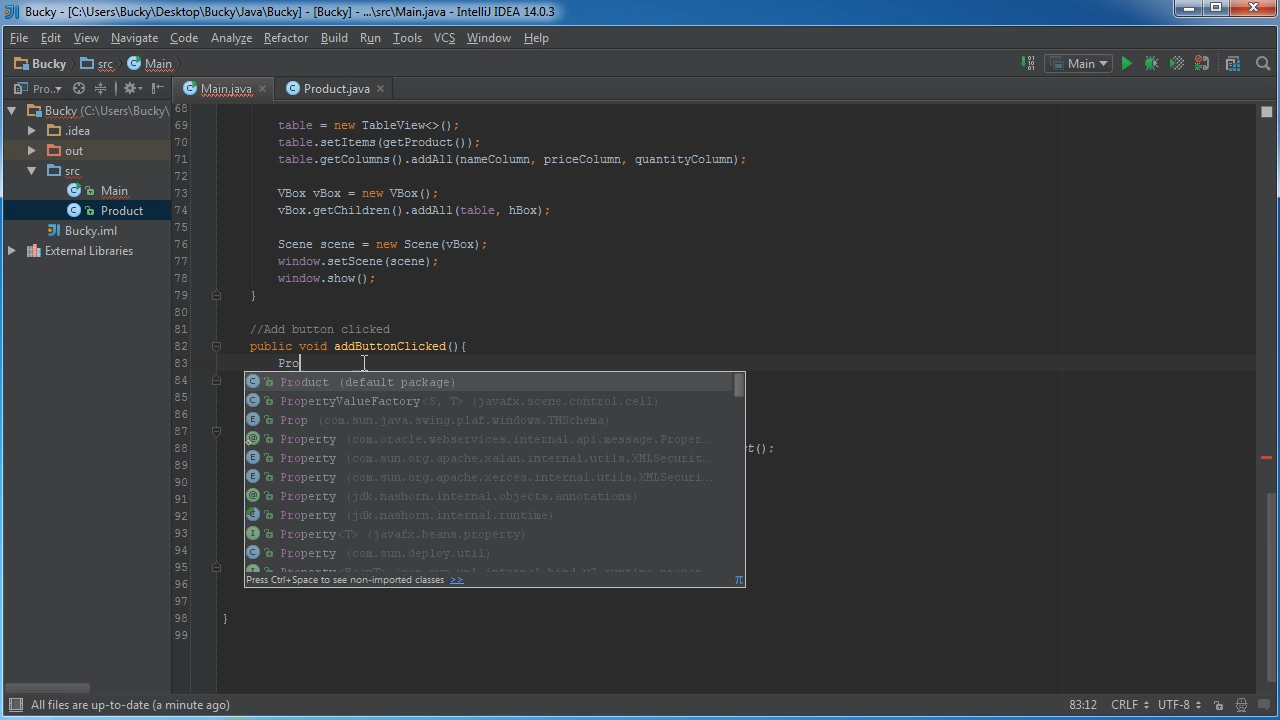 Bucky - [C:\Users\Bucky\Desktop\Bucky\Java\Bucky] - [Bucky] - ...\src\Main.java - IntelliJ IDEA 14.0.3
File Edit View Navigate Code Analyze Refactor Build Run Tools VCS Window Help
Bucky src Main Main
Pro.. Main.java Product.java
Bucky (C:\Users\Bucky\
.idea
out
src
Main
Product
Bucky.iml
External Libraries
68
69 table = new TableView<>();
70 table.setItems(getProduct());
71 table.getColumns().addAll(nameColumn, priceColumn, quantityColumn);
72
73 VBox vBox = new VBox();
74 vBox.getChildren().addAll(table, hBox);
75
76 Scene scene = new Scene(vBox);
77 window.setScene(scene);
78 window.show();
79 }
80
81 //Add button clicked
82 public void addButtonClicked(){
83 Pro
84
85
86
87
88 ct();
89
90
91
92
93
94
95
96
97
98 }
99
Product (default package)
PropertyValueFactory<S, T> (javafx.scene.control.cell)
Prop (com.sun.java.swing.plaf.windows.TMSchema)
Property (com.oracle.webservices.internal.api.message.Proper...
Property (com.sun.org.apache.xalan.internal.utils.XMLSecurit...
Property (com.sun.org.apache.xerces.internal.utils.XMLSecuri...
Property (jdk.nashorn.internal.objects.annotations)
Property (jdk.nashorn.internal.runtime)
Property<T> (javafx.beans.property)
Property (com.sun.deploy.util)
Press Ctrl+Space to see non-imported classes >> π
All files are up-to-date (a minute ago) 83:12 CRLF UTF-8